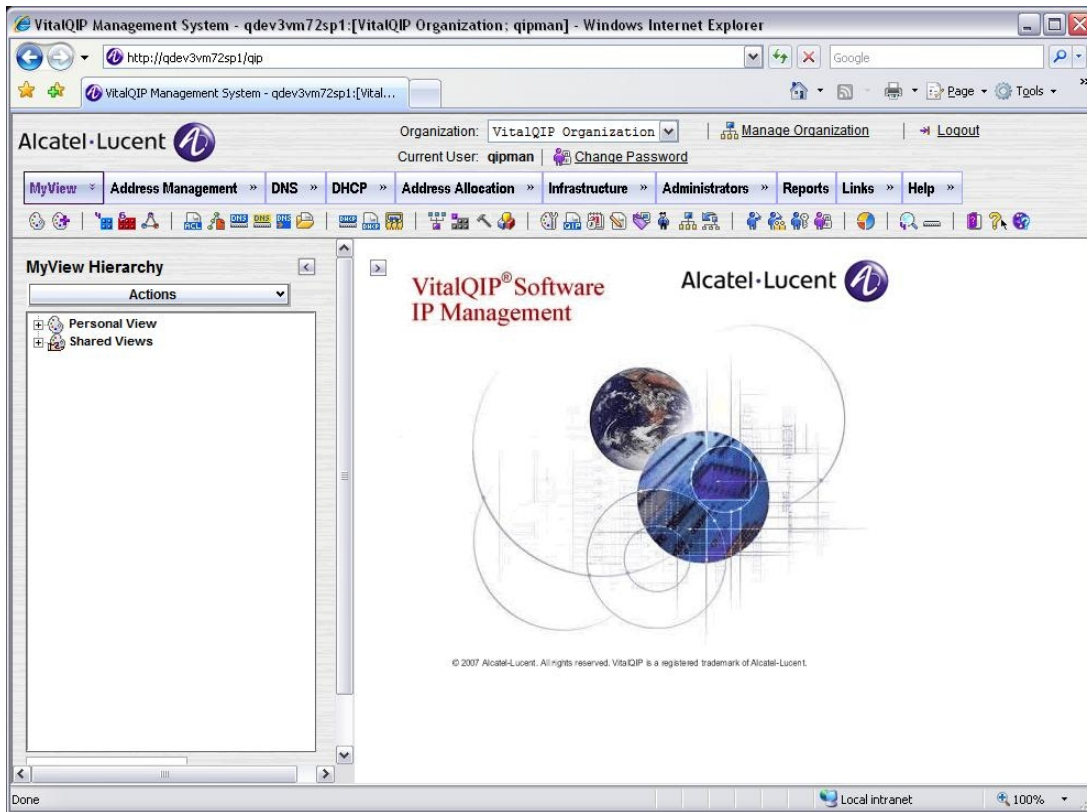 VitalQIP Management System - qdev3vm72sp1:[VitalQIP Organization; qipman] - Windows Internet Explorer
http://qdev3vm72sp1/qip
Google
VitalQIP Management System - qdev3vm72sp1:[Vital...
Page
Tools
Alcatel·Lucent
Organization: VitalQIP Organization
Manage Organization
Logout
Current User: qipman
Change Password
MyView Address Management » DNS » DHCP » Address Allocation » Infrastructure » Administrators » Reports Links » Help »
MyView Hierarchy
Actions
Personal View
Shared Views
VitalQIP® Software
IP Management
Alcatel·Lucent
© 2007 Alcatel-Lucent. All rights reserved. VitalQIP is a registered trademark of Alcatel-Lucent.
Done
Local intranet
100%